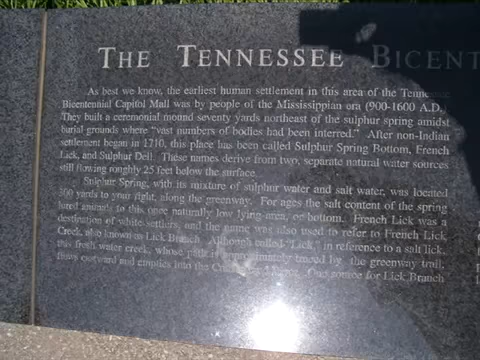 THE TENNESSEE BICENT
As best we know, the earliest human settlement in this area of the Tenne
Bicentennial Capitol Mall was by people of the Mississippian era (900-1600 A.D.
They built a ceremonial mound seventy yards northeast of the sulphur spring amidst
burial grounds where "vast numbers of bodies had been interred." After non-Indian
settlement began in 1710, this place has been called Sulphur Spring Bottom, French
Lick, and Sulphur Dell. These names derive from two, separate natural water sources
still flowing roughly 25 feet below the surface.
Sulphur Spring, with its mixture of sulphur water and salt water, was located
300 yards to your right, along the greenway. For ages the salt content of the spring
lured animals to this once naturally low lying area, or bottom. French Lick was a
destination of white settlers, and the name was also used to refer to French Lick
Creek, also known as Lick Branch. Although called "Lick," in reference to a salt lick,
this fresh water creek, whose path is approximately traced by the greenway trail,
flows eastward and empties into the One source for Lick Branch